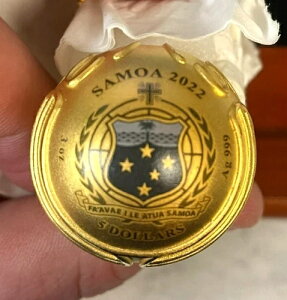 SAMOA 2022
3 oz
Ag 999
FA'AVAE I LE ATUA SAMOA
5 DOLLARS